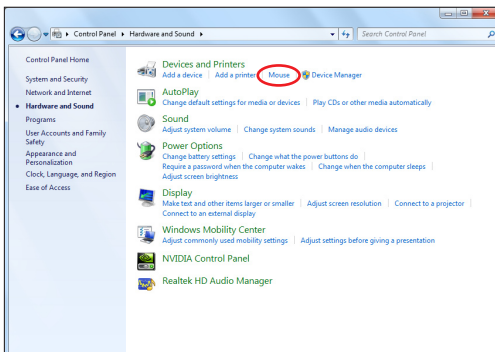 Control Panel Hardware and Sound Search Control Panel
Control Panel Home
System and Security
Network and Internet
Hardware and Sound
Programs
User Accounts and Family
Safety
Appearance and
Personalization
Clock, Language, and Region
Ease of Access
Devices and Printers
Add a device Add a printer Mouse Device Manager
AutoPlay
Change default settings for media or devices Play CDs or other media automatically
Sound
Adjust system volume Change system sounds Manage audio devices
Power Options
Change battery settings Change what the power buttons do
Require a password when the computer wakes Change when the computer sleeps
Adjust screen brightness
Display
Make text and other items larger or smaller Adjust screen resolution Connect to a projector
Connect to an external display
Windows Mobility Center
Adjust commonly used mobility settings Adjust settings before giving a presentation
NVIDIA Control Panel
Realtek HD Audio Manager